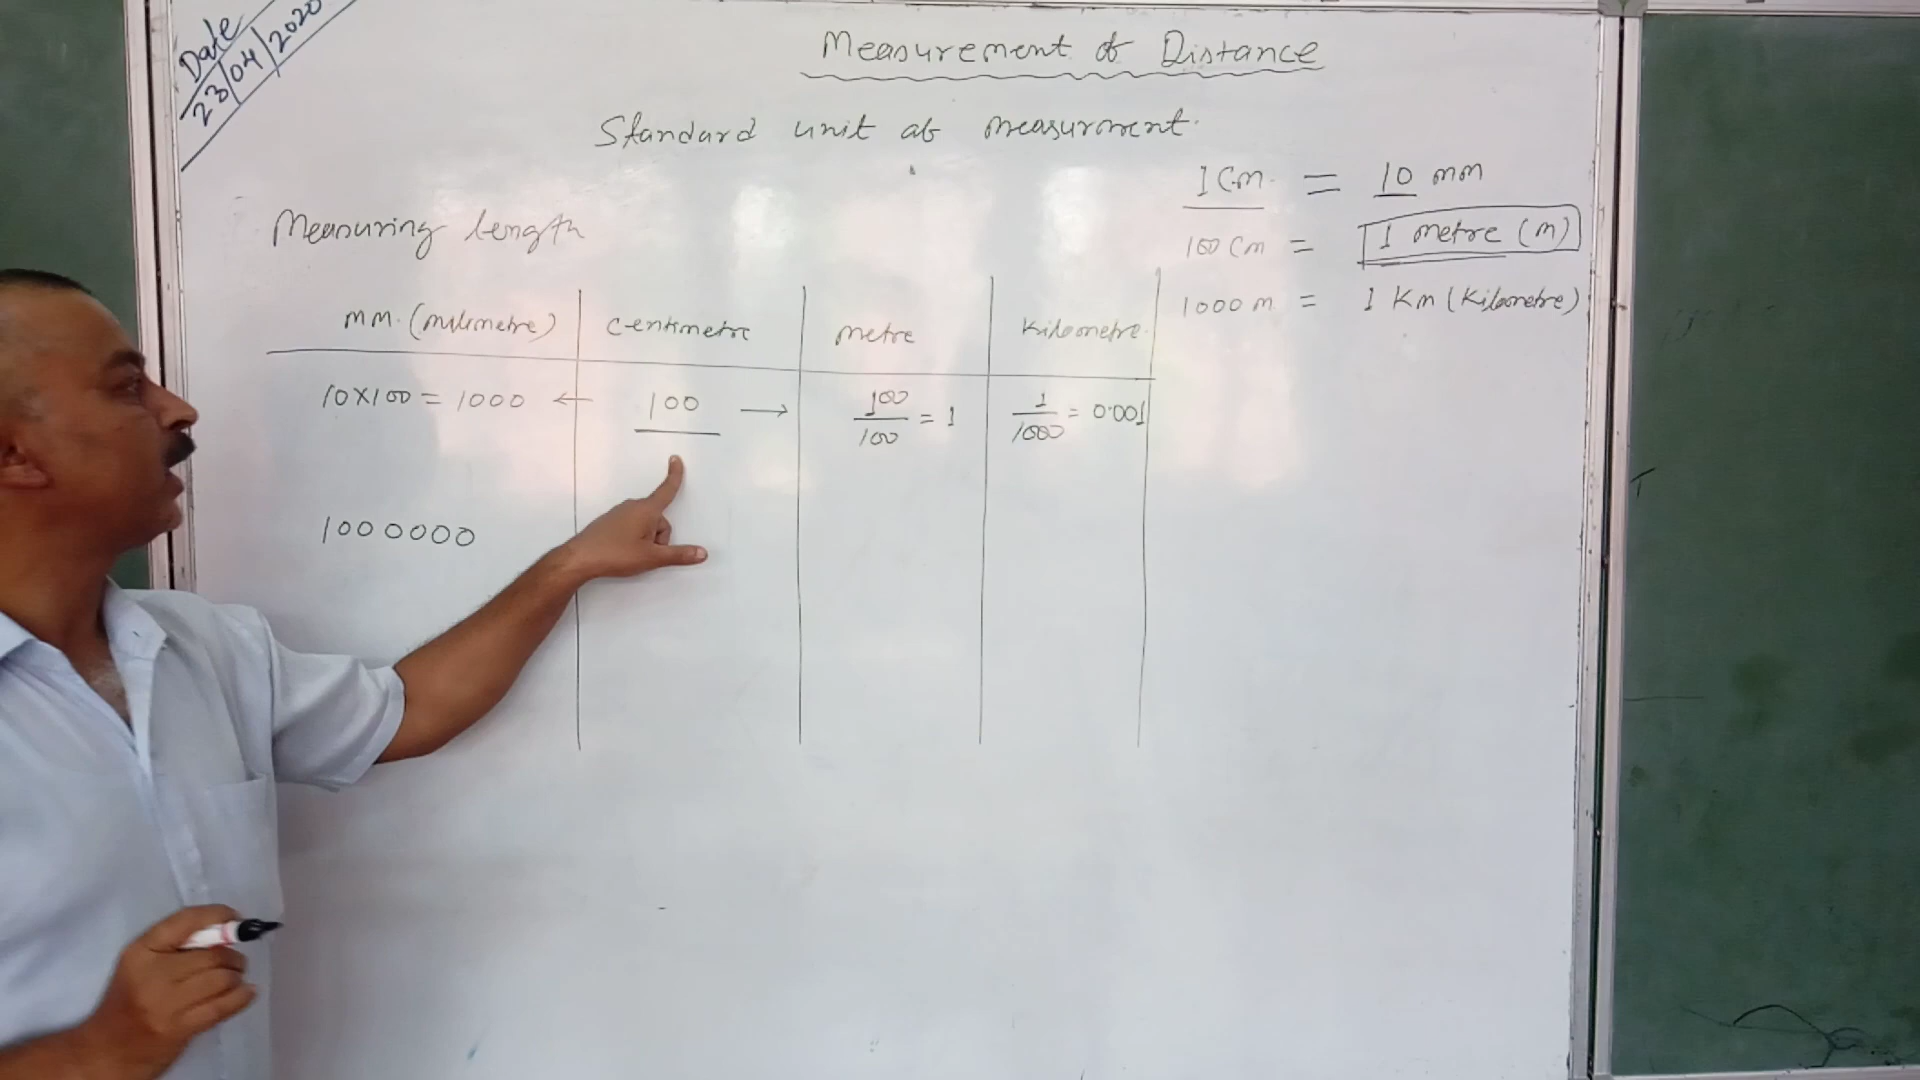 Date
23/04/2020
Measurement of Distance
Standard unit of measurment.
1 Cm. = 10 mm
100 Cm = 1 metre (m)
1000 m = 1 Km (Kilometre)
Measuring length
MM. (milimetre) Centimetre metre Kilometre.
10X100 = 1000 ← 100 → 100/100 = 1 1/1000 = 0.001
1000000